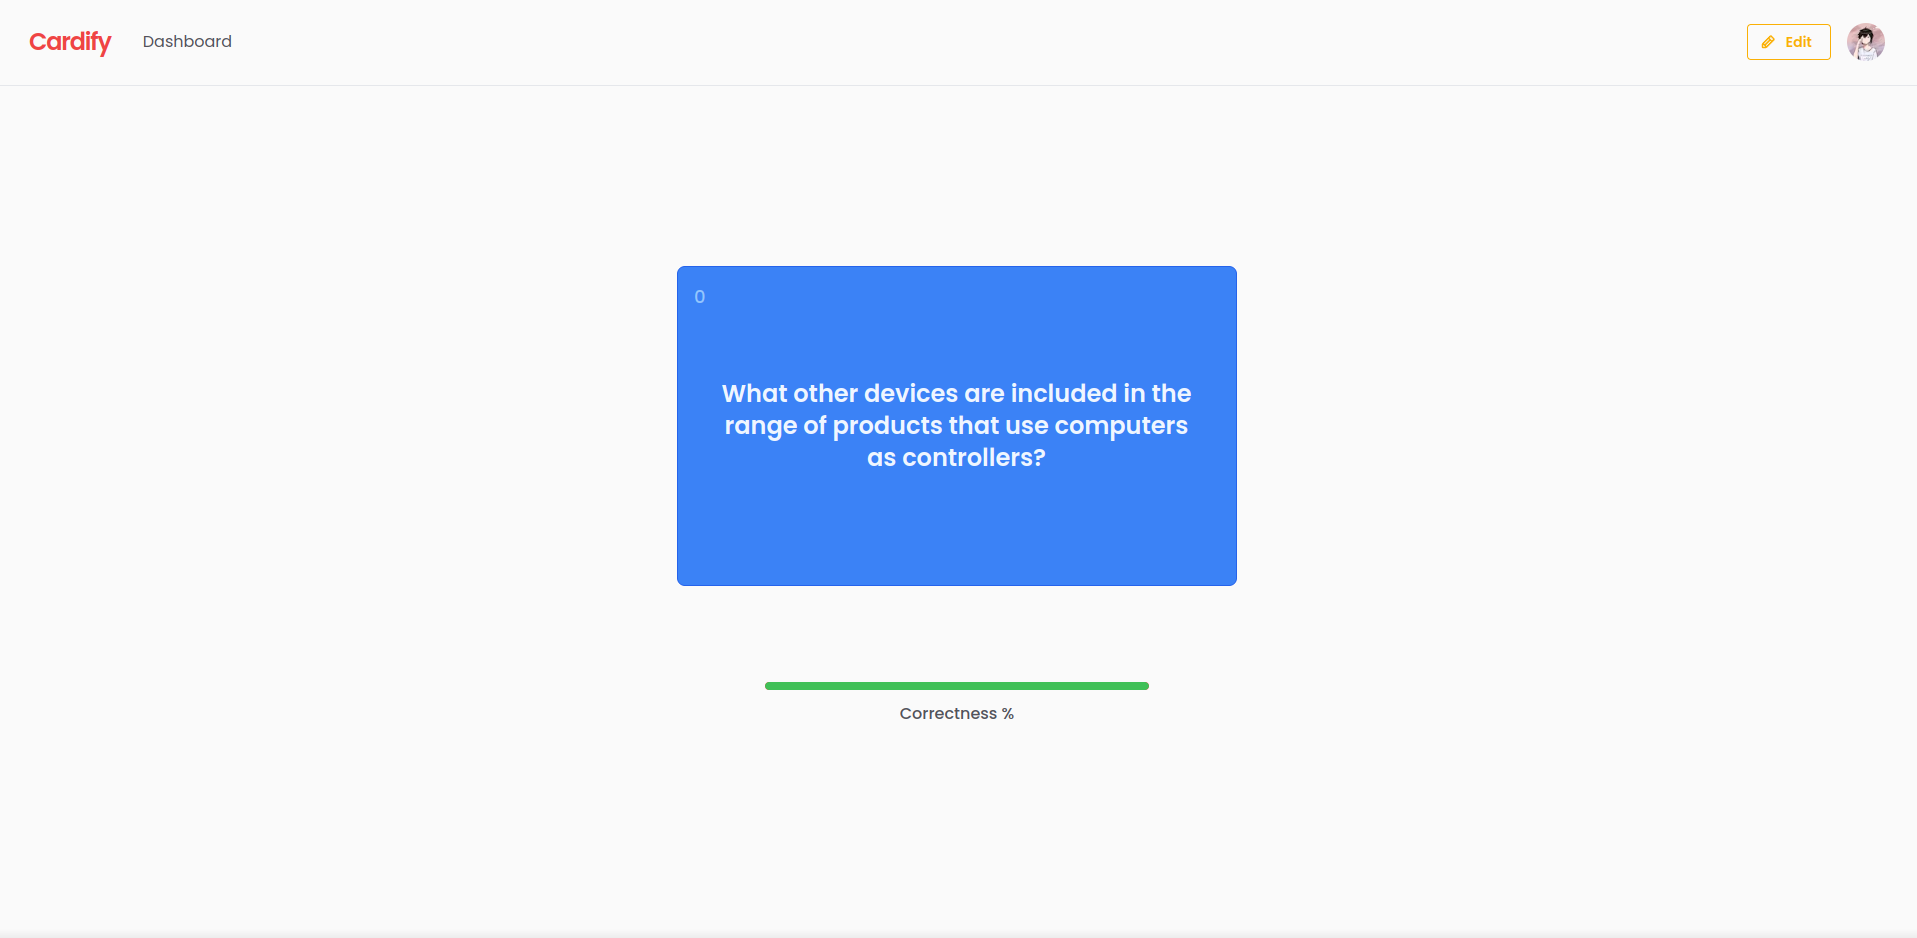 Cardify
Dashboard
Edit
0
What other devices are included in the
range of products that use computers
as controllers?
Correctness %